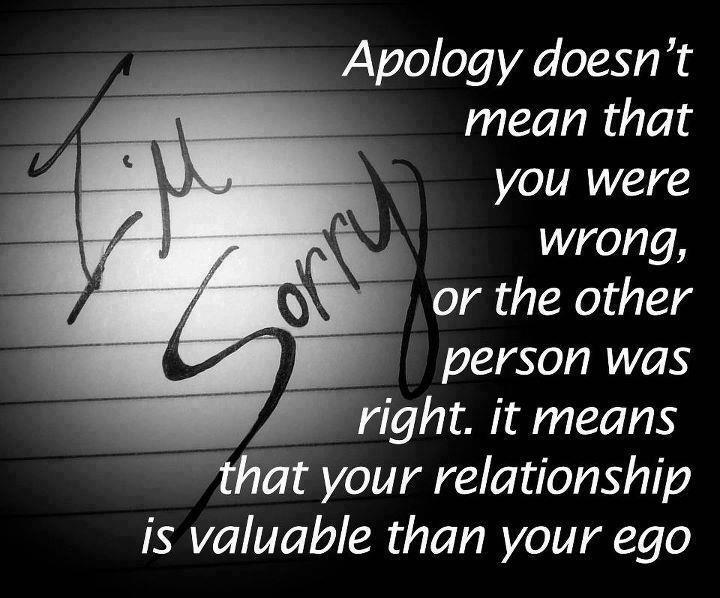 I'M
Sorry
Apology doesn't
mean that
you were
wrong,
or the other
person was
right. it means
that your relationship
is valuable than your ego